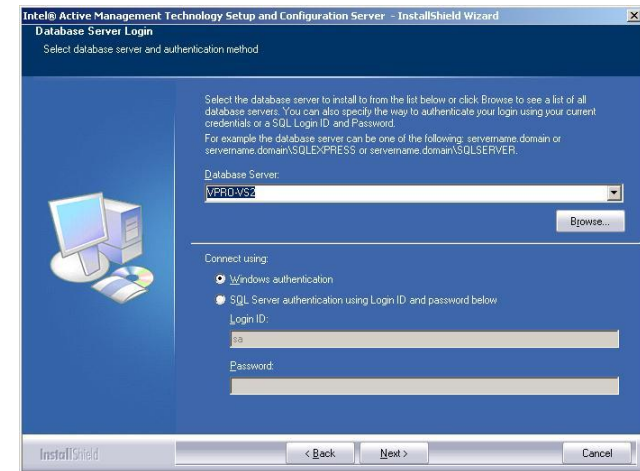 Intel® Active Management Technology Setup and Configuration Server - InstallShield Wizard
Database Server Login
Select database server and authentication method
Select the database server to install to from the list below or click Browse to see a list of all
database servers. You can also specify the way to authenticate your login using your current
credentials or a SQL Login ID and Password.
For example the database server can be one of the following: servername.domain or
servername.domain\SQLEXPRESS or servername.domain\SQLSERVER.
Database Server:
VPRO-VS2
Browse...
Connect using:
Windows authentication
SQL Server authentication using Login ID and password below
Login ID:
sa
Password:
InstallShield
< Back Next > Cancel